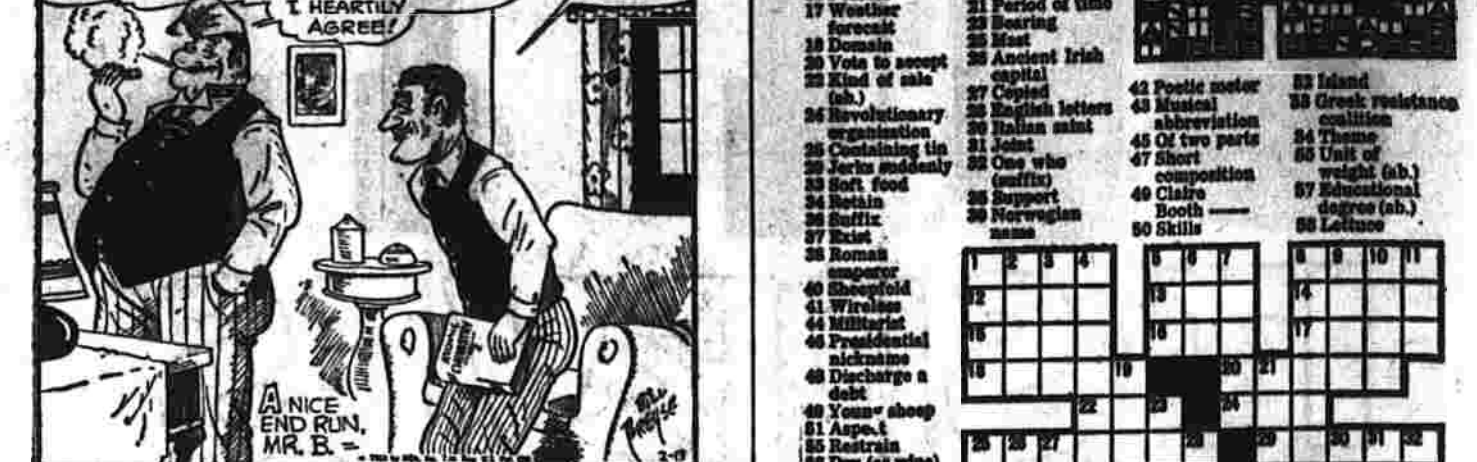 I HEARTILY
AGREE!
A NICE
END RUN,
MR. B. =
BILL
FREYSE
2-13
17 Weather
forecast
18 Domain
20 Vote to accept
22 Kind of sale
(ab.)
24 Revolutionary
organization
25 Containing tin
29 Jerks suddenly
33 Soft food
34 Retain
36 Suffix
37 Exist
38 Roman
emperor
40 Sheepfold
41 Wireless
44 Militarist
46 Presidential
nickname
48 Discharge a
debt
49 Young sheep
51 Aspect
55 Restrain
21 Period of time
23 Bearing
25 Mast
26 Ancient Irish
capital
27 Copied
28 English letters
30 Italian saint
31 Joint
32 One who
(suffix)
35 Support
39 Norwegian
name
42 Poetic meter
43 Musical
abbreviation
45 Of two parts
47 Short
composition
49 Claire
Booth ——
50 Skills
52 Island
53 Greek resistance
coalition
54 Theme
55 Unit of
weight (ab.)
57 Educational
degree (ab.)
58 Lettuce
1 2 3 4 5 6 7 8 9 10 11
12 13 14
15 16 17
18 19 20 21
22 23 24
25 26 27 28 29 30 31 32